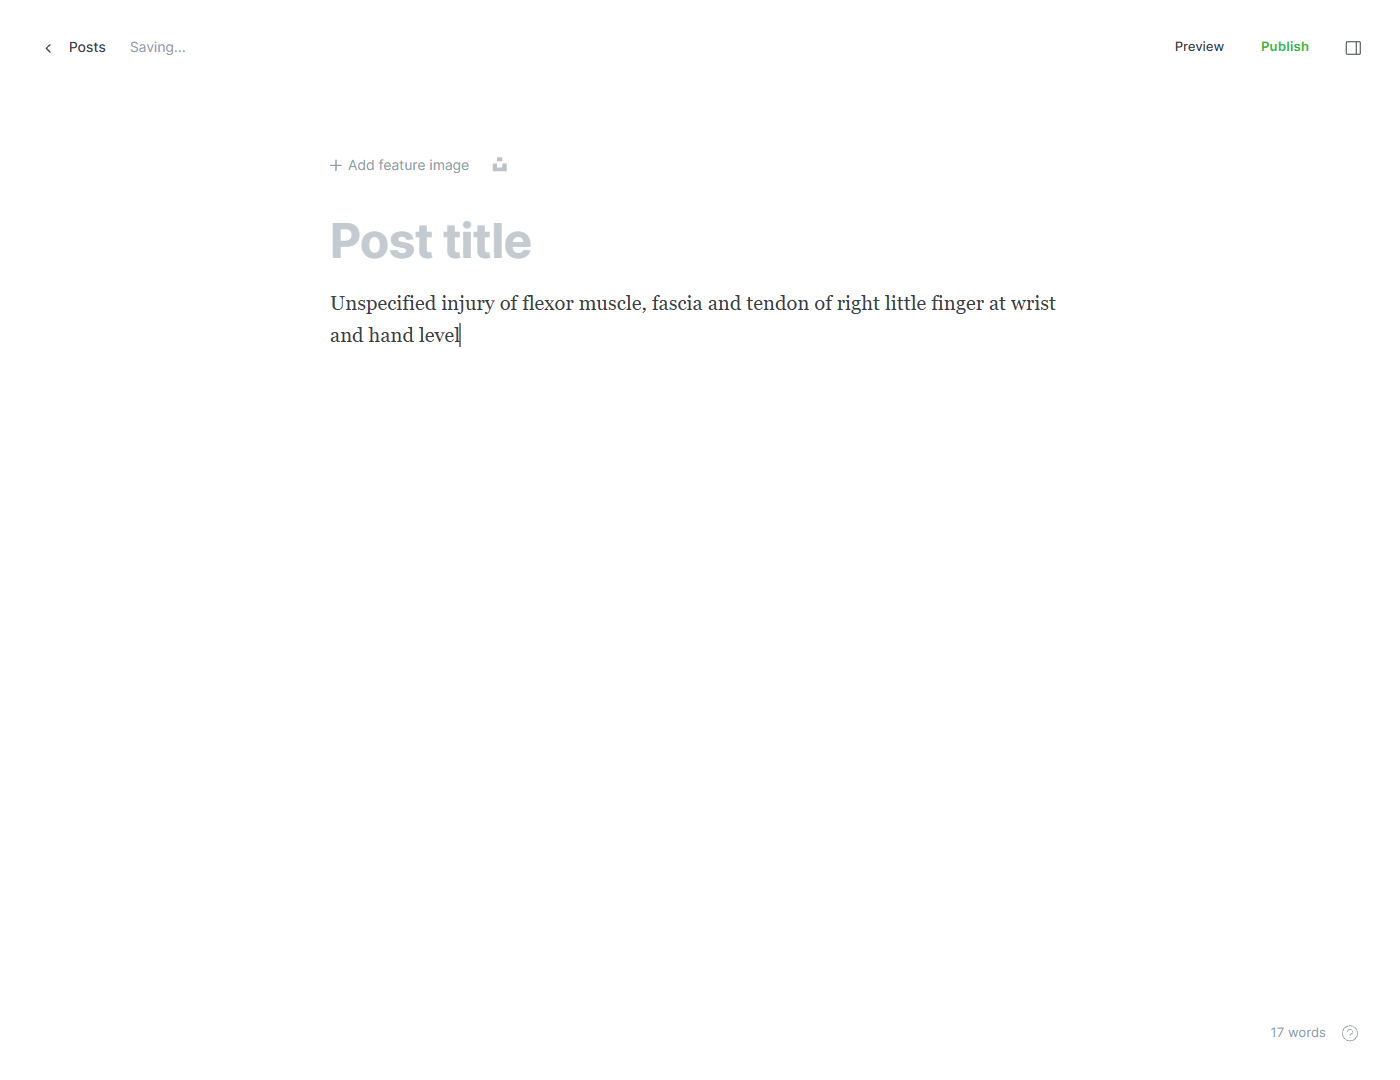 Posts Saving...
Preview Publish
Add feature image
Post title
Unspecified injury of flexor muscle, fascia and tendon of right little finger at wrist
and hand level
17 words